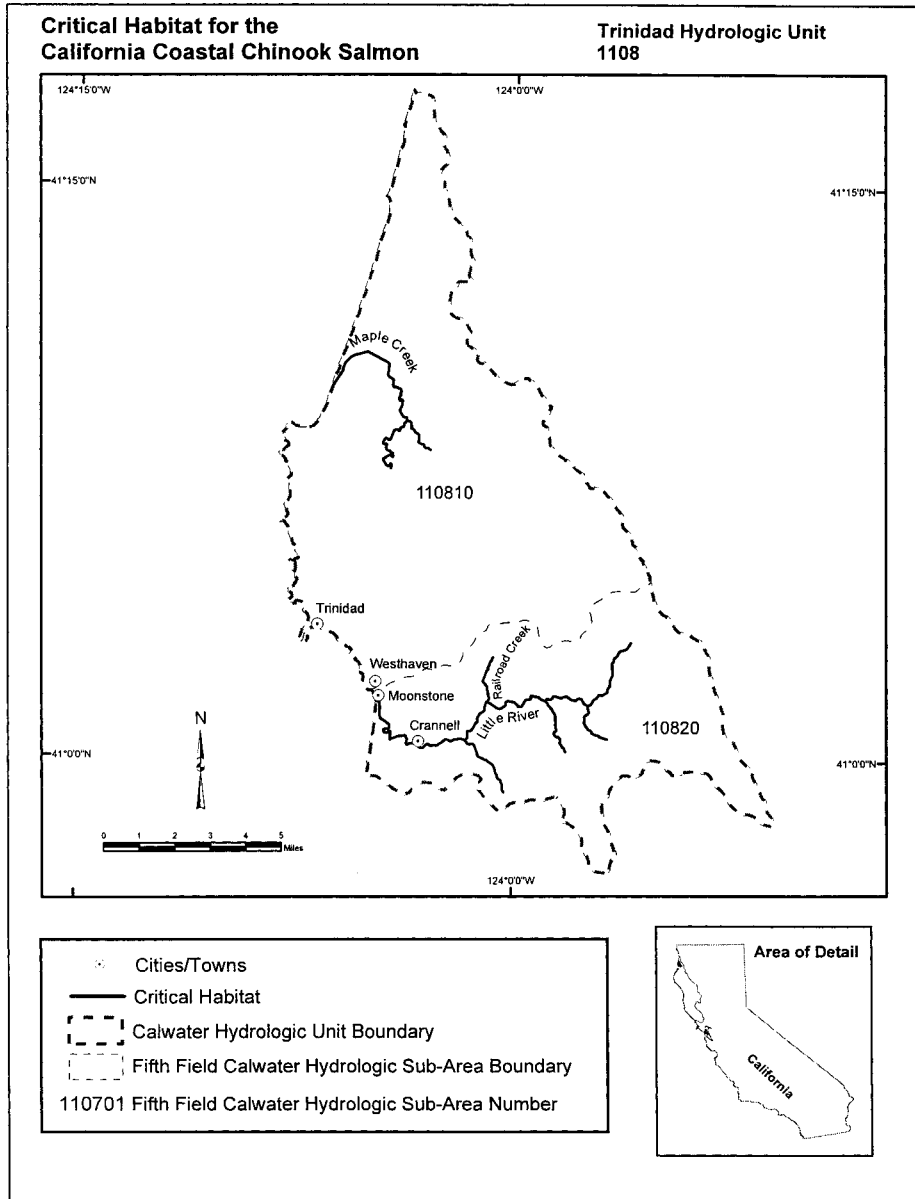 Critical Habitat for the
California Coastal Chinook Salmon
Trinidad Hydrologic Unit
1108
124°15'0"W
124°0'0"W
41°15'0"N
41°15'0"N
Maple Creek
110810
Trinidad
Westhaven
Moonstone
Railroad Creek
Crannell
Little River
110820
N
41°0'0"N
41°0'0"N
0 1 2 3 4 5
Miles
124°0'0"W
Cities/Towns
Critical Habitat
Calwater Hydrologic Unit Boundary
Fifth Field Calwater Hydrologic Sub-Area Boundary
110701 Fifth Field Calwater Hydrologic Sub-Area Number
Area of Detail
California